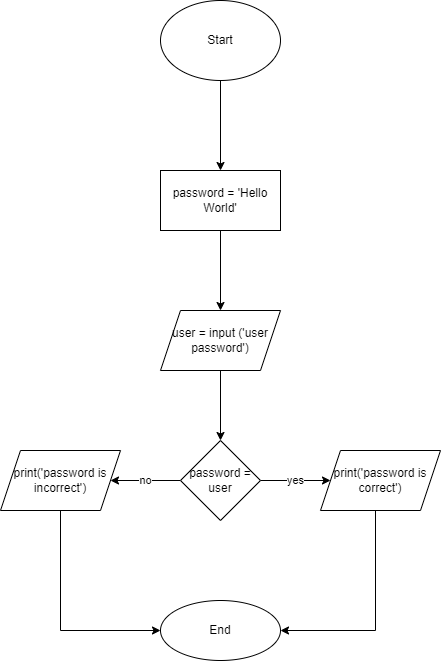 Start
password = 'Hello
World'
user = input ('user
password')
password =
user
no
yes
print('password is
incorrect')
print('password is
correct')
End